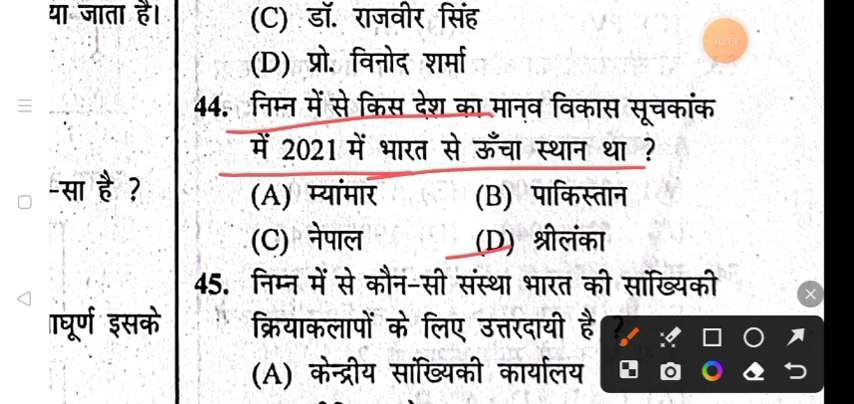 या जाता है।
(C) डॉ. राजवीर सिंह
(D) प्रो. विनोद शर्मा
44. निम्न में से किस देश का मानव विकास सूचकांक
में 2021 में भारत से ऊँचा स्थान था ?
-सा है ?
(A) म्यांमार (B) पाकिस्तान
(C) नेपाल (D) श्रीलंका
45. निम्न में से कौन-सी संस्था भारत की सांख्यिकी
क्रियाकलापों के लिए उत्तरदायी है ?
घूर्ण इसके
(A) केन्द्रीय सांख्यिकी कार्यालय